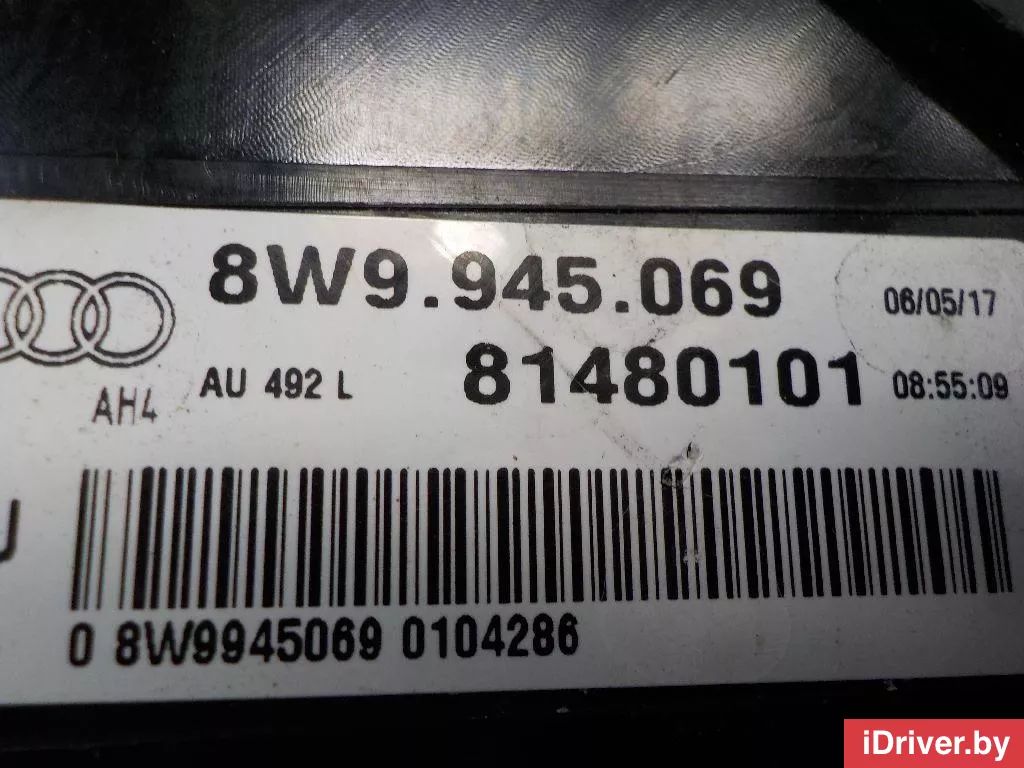 8W9.945.069 06/05/17
AU 492 L 81480101 08:55:09
AH4
0 8W9945069 0104286
iDriver.by